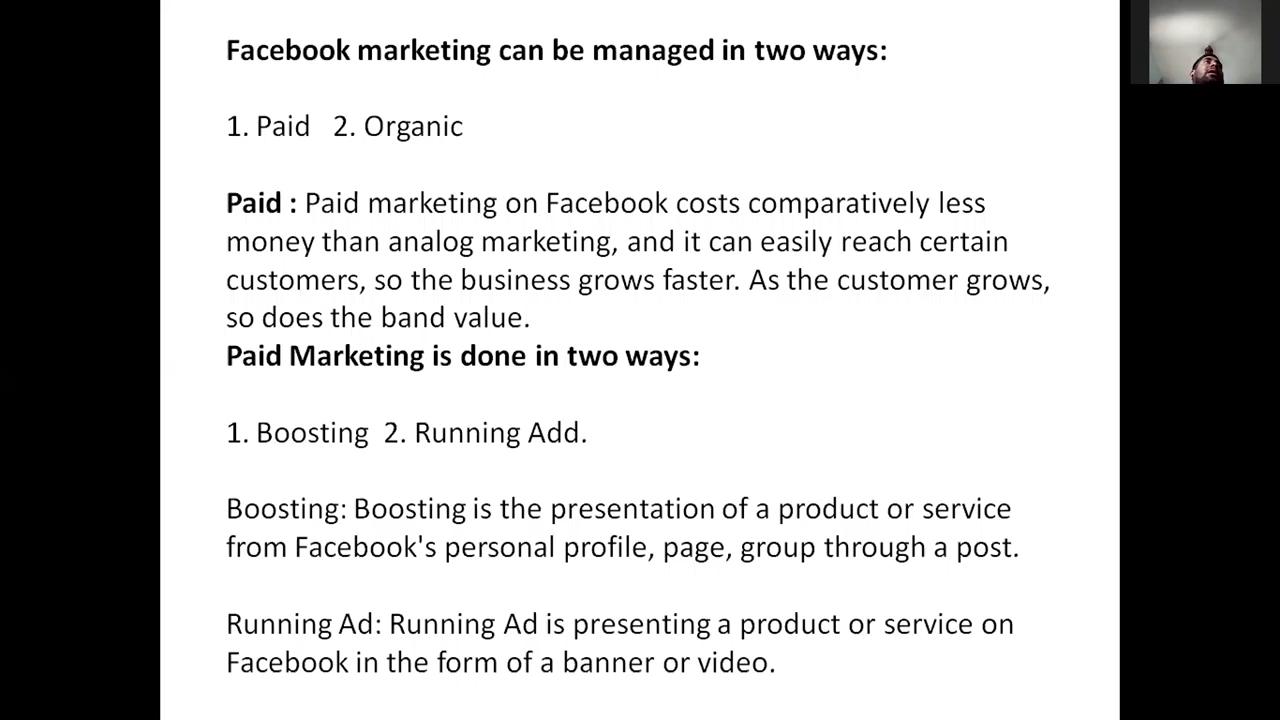 Facebook marketing can be managed in two ways:
1. Paid 2. Organic
Paid : Paid marketing on Facebook costs comparatively less
money than analog marketing, and it can easily reach certain
customers, so the business grows faster. As the customer grows,
so does the band value.
Paid Marketing is done in two ways:
1. Boosting 2. Running Add.
Boosting: Boosting is the presentation of a product or service
from Facebook's personal profile, page, group through a post.
Running Ad: Running Ad is presenting a product or service on
Facebook in the form of a banner or video.